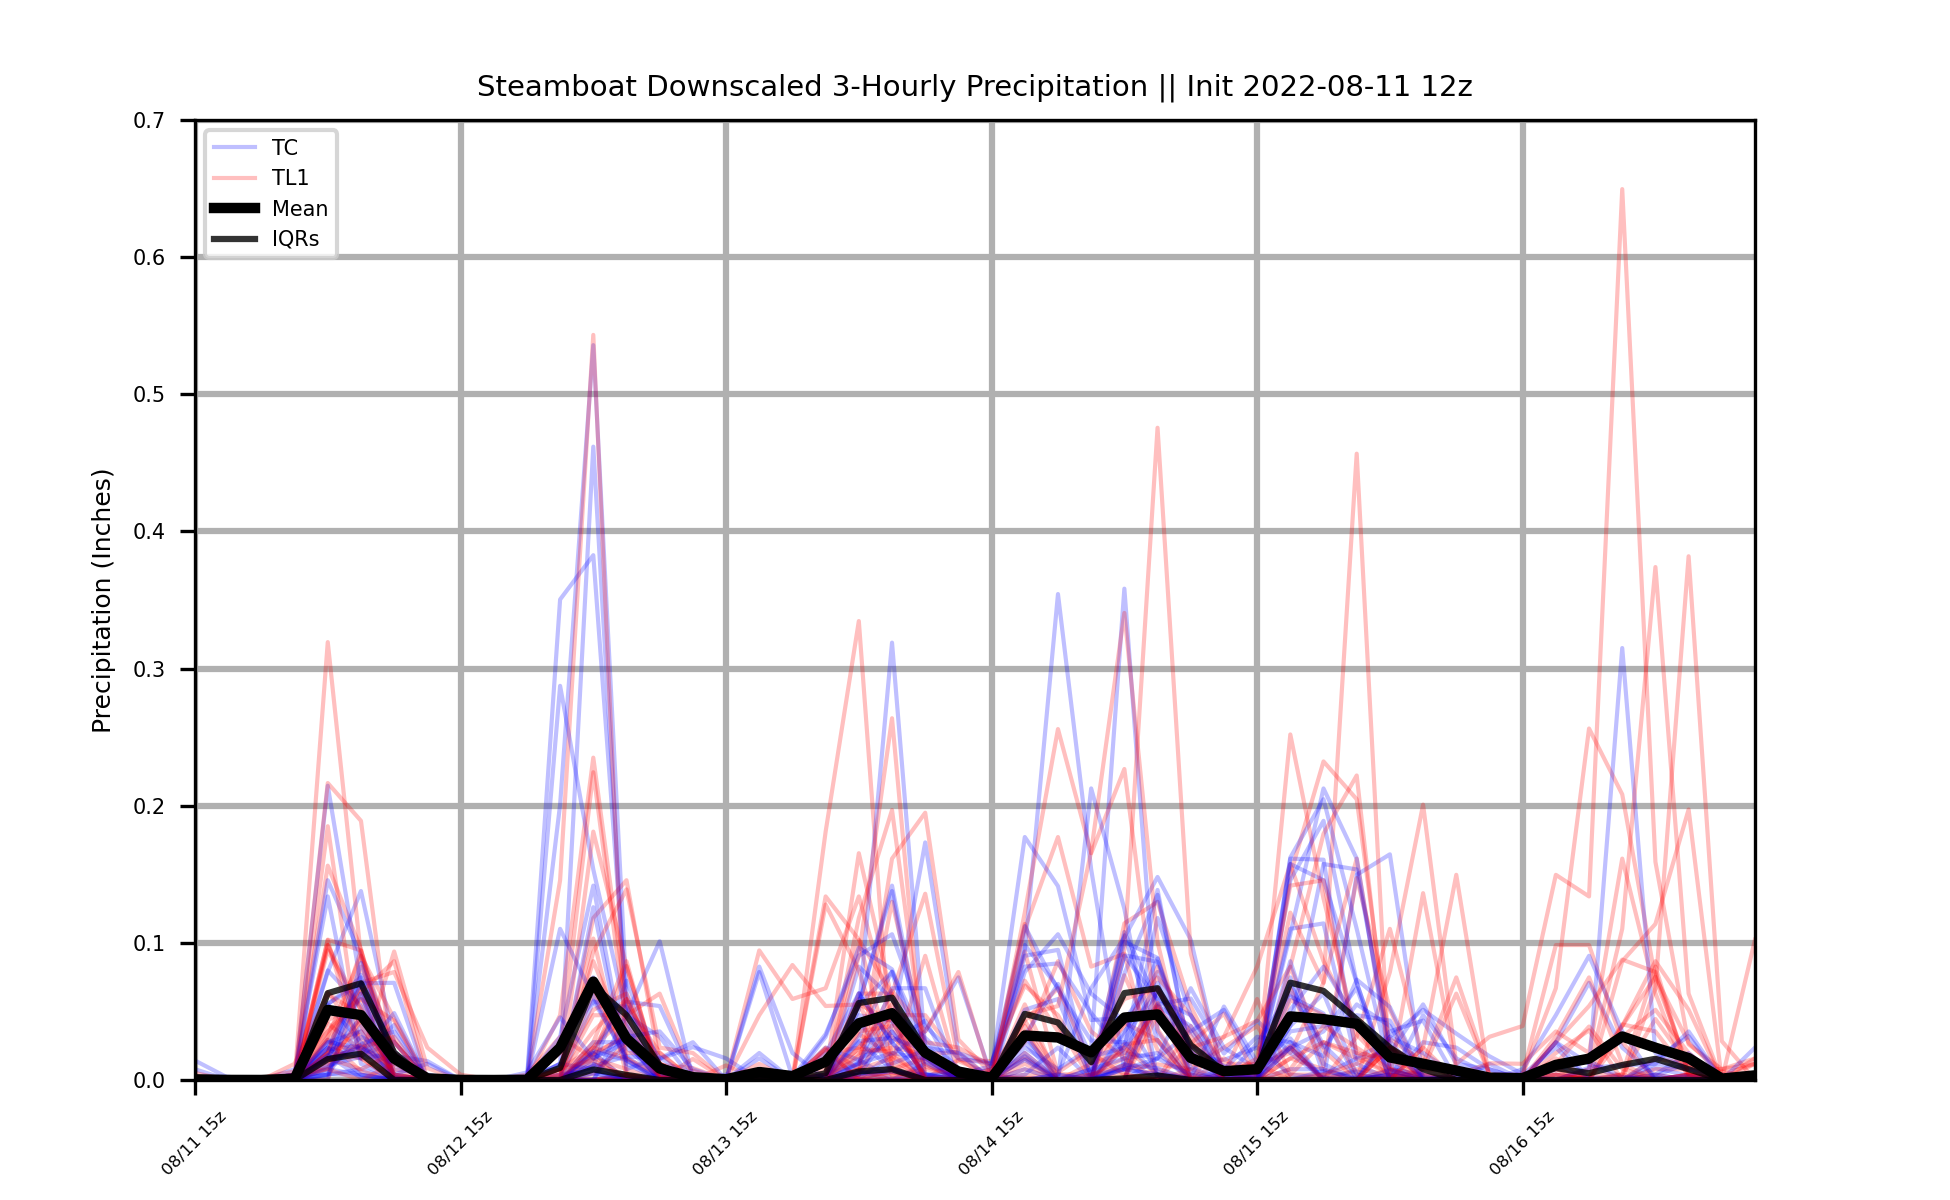 Steamboat Downscaled 3-Hourly Precipitation || Init 2022-08-11 12z
TC
TL1
Mean
IQRs
Precipitation (Inches)
0.7
0.6
0.5
0.4
0.3
0.2
0.1
0.0
08/11 15z
08/12 15z
08/13 15z
08/14 15z
08/15 15z
08/16 15z